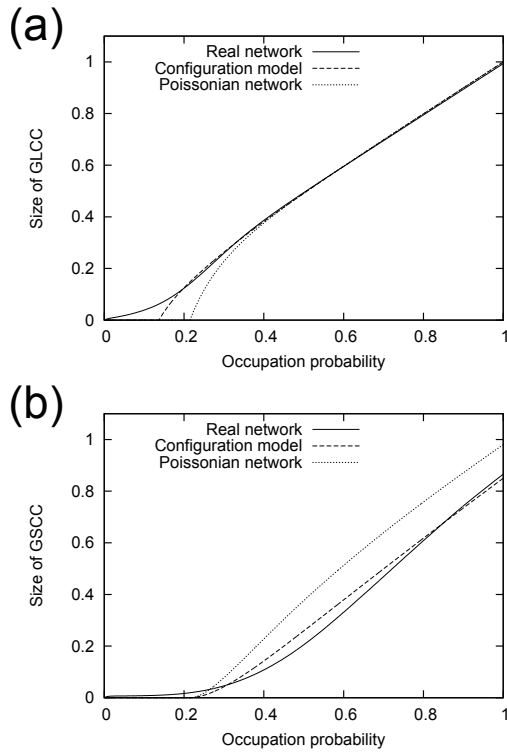 (a)
Real network
Configuration model
Poissonian network
Size of GLCC
1
0.8
0.6
0.4
0.2
0
0 0.2 0.4 0.6 0.8 1
Occupation probability
(b)
Real network
Configuration model
Poissonian network
Size of GSCC
1
0.8
0.6
0.4
0.2
0
0 0.2 0.4 0.6 0.8 1
Occupation probability